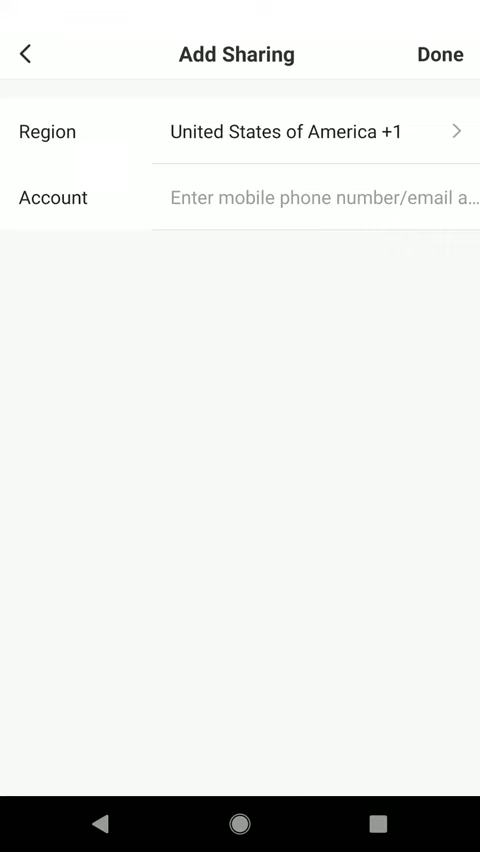 Add Sharing
Done
Region
United States of America +1
Account
Enter mobile phone number/email a...